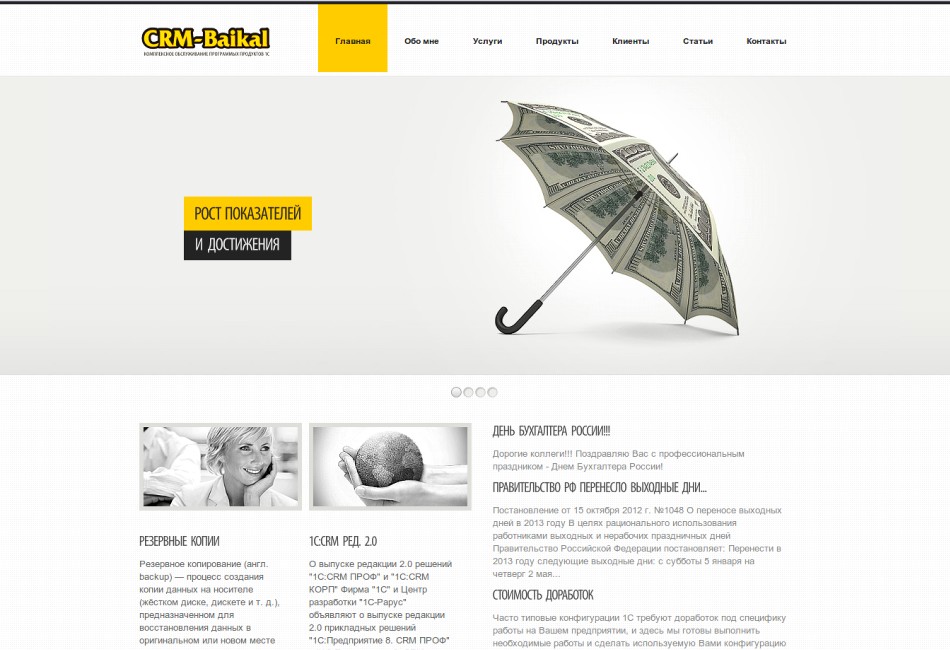 CRM-Baikal
КОМПЛЕКСНОЕ ОБСЛУЖИВАНИЕ ПРОГРАММНЫХ ПРОДУКТОВ 1С
Главная
Обо мне
Услуги
Продукты
Клиенты
Статьи
Контакты
РОСТ ПОКАЗАТЕЛЕЙ
И ДОСТИЖЕНИЯ
РЕЗЕРВНЫЕ КОПИИ
Резервное копирование (англ.
backup) — процесс создания
копии данных на носителе
(жёстком диске, дискете и т. д.),
предназначенном для
восстановления данных в
оригинальном или новом месте
1С:CRM РЕД. 2.0
О выпуске редакции 2.0 решений
"1С:CRM ПРОФ" и "1С:CRM
КОРП" Фирма "1С" и Центр
разработки "1С-Рарус"
объявляют о выпуске редакции
2.0 прикладных решений
"1С:Предприятие 8. CRM ПРОФ"
ДЕНЬ БУХГАЛТЕРА РОССИИ!!!
Дорогие коллеги!!! Поздравляю Вас с профессиональным
праздником - Днем Бухгалтера России!
ПРАВИТЕЛЬСТВО РФ ПЕРЕНЕСЛО ВЫХОДНЫЕ ДНИ...
Постановление от 15 октября 2012 г. №1048 О переносе выходных
дней в 2013 году В целях рационального использования
работниками выходных и нерабочих праздничных дней
Правительство Российской Федерации постановляет: Перенести в
2013 году следующие выходные дни: с субботы 5 января на
четверг 2 мая...
СТОИМОСТЬ ДОРАБОТОК
Часто типовые конфигурации 1С требуют доработок под специфику
работы на Вашем предприятии, и здесь мы готовы выполнить
необходимые работы и сделать используемую Вами конфигурацию